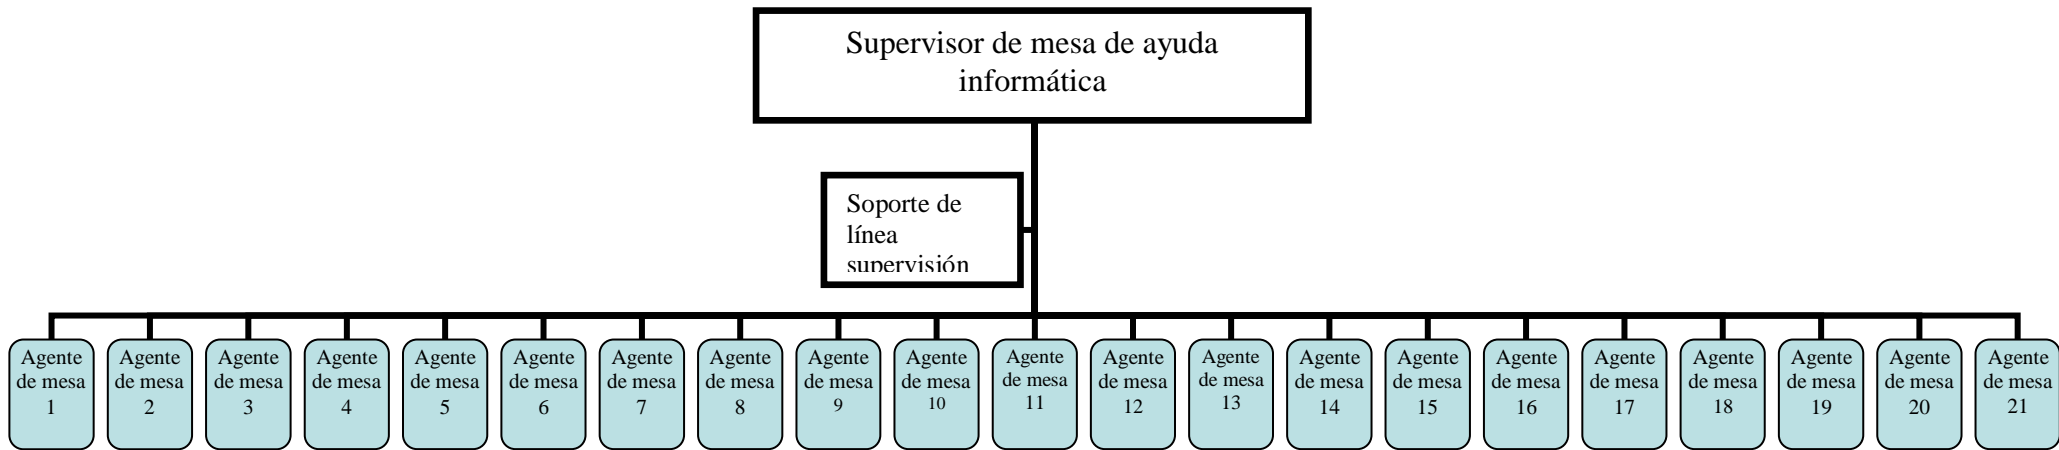 Supervisor de mesa de ayuda
informática
Soporte de
línea
supervisión
Agente
de mesa
1
Agente
de mesa
2
Agente
de mesa
3
Agente
de mesa
4
Agente
de mesa
5
Agente
de mesa
6
Agente
de mesa
7
Agente
de mesa
8
Agente
de mesa
9
Agente
de mesa
10
Agente
de mesa
11
Agente
de mesa
12
Agente
de mesa
13
Agente
de mesa
14
Agente
de mesa
15
Agente
de mesa
16
Agente
de mesa
17
Agente
de mesa
18
Agente
de mesa
19
Agente
de mesa
20
Agente
de mesa
21